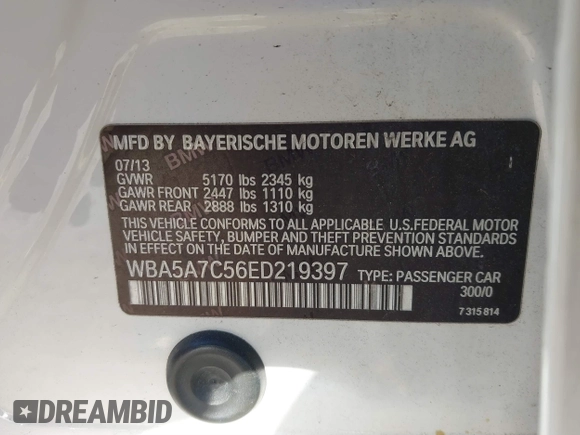 MFD BY BAYERISCHE MOTOREN WERKE AG
07/13
GVWR 5170 lbs 2345 kg
GAWR FRONT 2447 lbs 1110 kg
GAWR REAR 2888 lbs 1310 kg
THIS VEHICLE CONFORMS TO ALL APPLICABLE U.S.FEDERAL MOTOR
VEHICLE SAFETY, BUMPER AND THEFT PREVENTION STANDARDS
IN EFFECT ON THE DATE OF MANUFACTURE SHOWN ABOVE.
WBA5A7C56ED219397 TYPE: PASSENGER CAR
300/0
7 315 814
DREAMBID